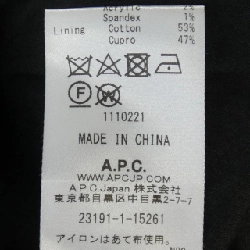 Acrylic 2%
Spandex 1%
Lining Cotton 53%
Cupro 47%
F W
1110221
MADE IN CHINA
A.P.C.
WWW.APCJP.COM
A.P.C. Japan 株式会社
東京都目黒区中目黒2-7-7
23191-1-15261
アイロンはあて布使用。